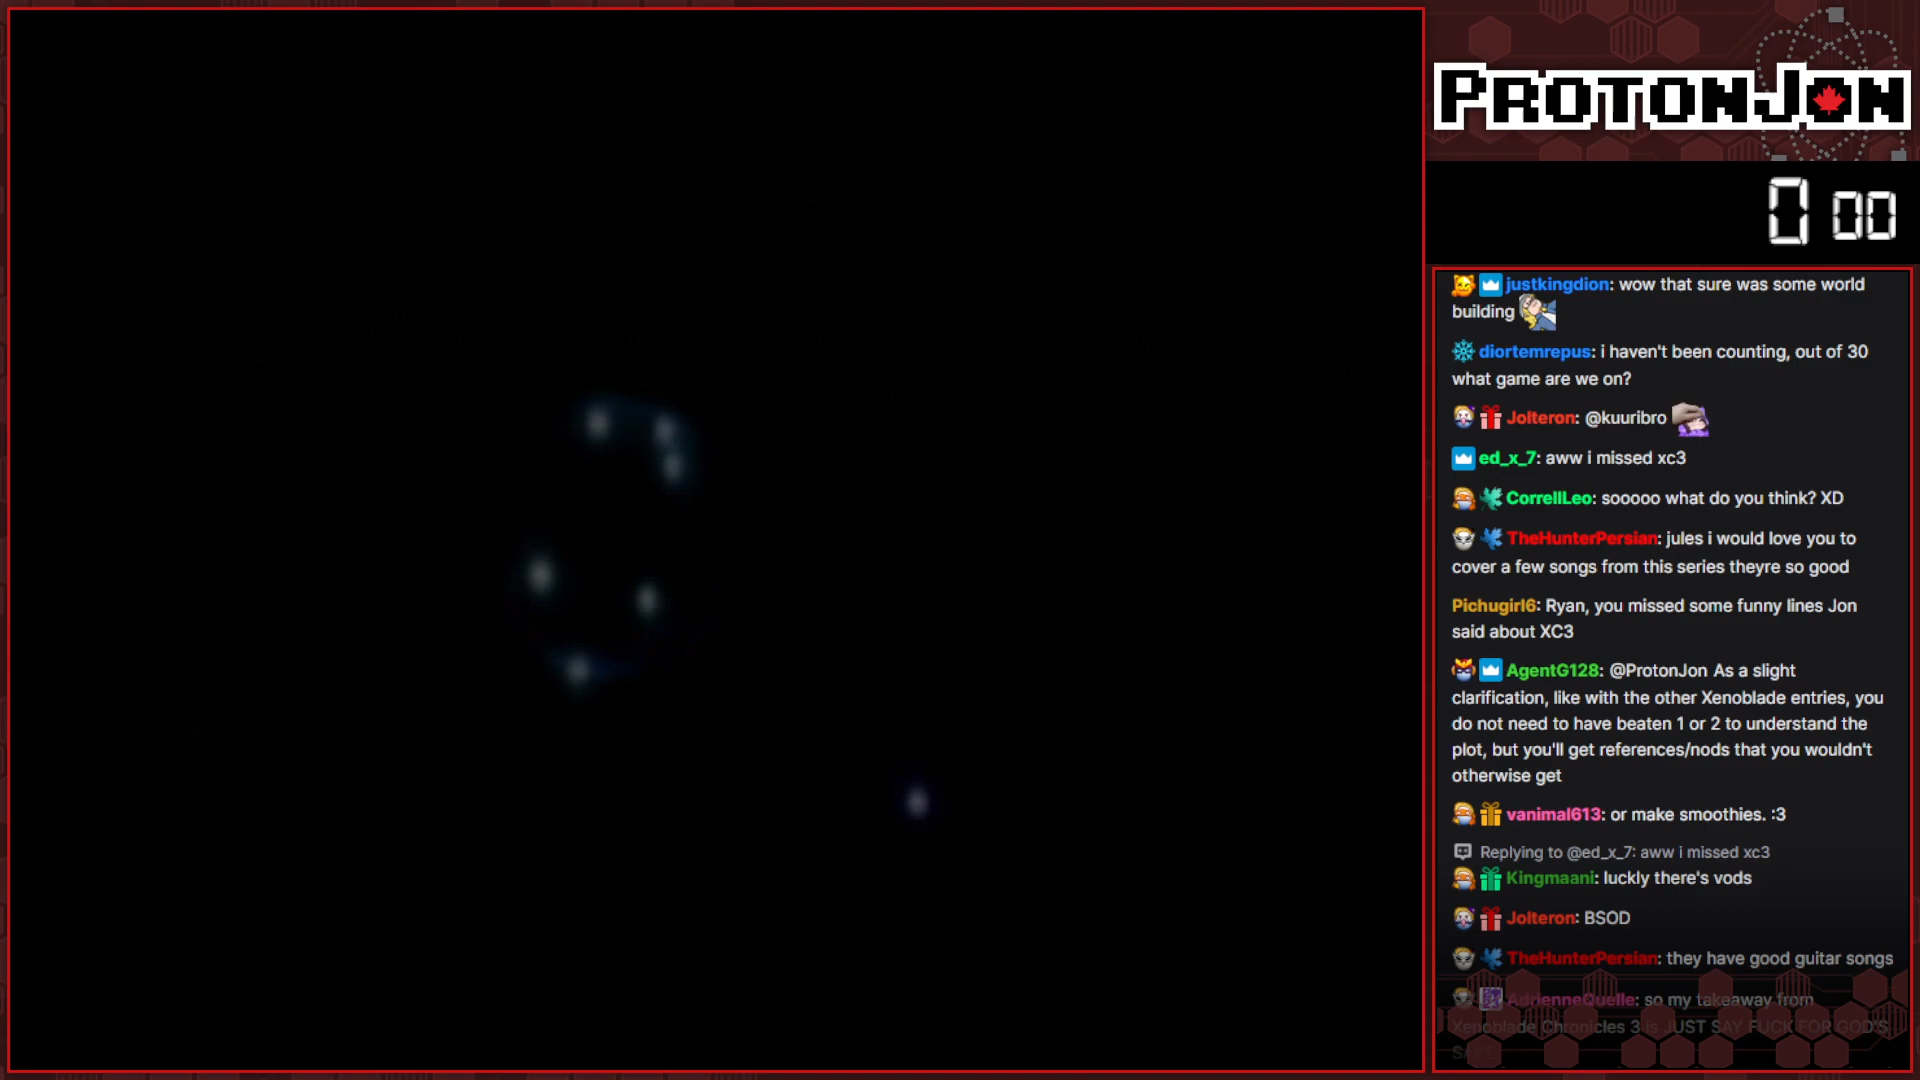 PROTONJON
0 00
justkingdion: wow that sure was some world
building
diortemrepus: i haven't been counting, out of 30
what game are we on?
Jolteron: @kuuribro
ed_x_7: aww i missed xc3
CorrellLeo: sooooo what do you think? XD
TheHunterPersian: jules i would love you to
cover a few songs from this series theyre so good
Pichugirl6: Ryan, you missed some funny lines Jon
said about XC3
AgentG128: @ProtonJon As a slight
clarification, like with the other Xenoblade entries, you
do not need to have beaten 1 or 2 to understand the
plot, but you'll get references/nods that you wouldn't
otherwise get
vanimal613: or make smoothies. :3
Replying to @ed_x_7: aww i missed xc3
Kingmaani: luckly there's vods
Jolteron: BSOD
TheHunterPersian: they have good guitar songs
AdrienneQuelle: so my takeaway from
Xenoblade Chronicles 3 is JUST SAY FUCK FOR GOD'S
SAKE